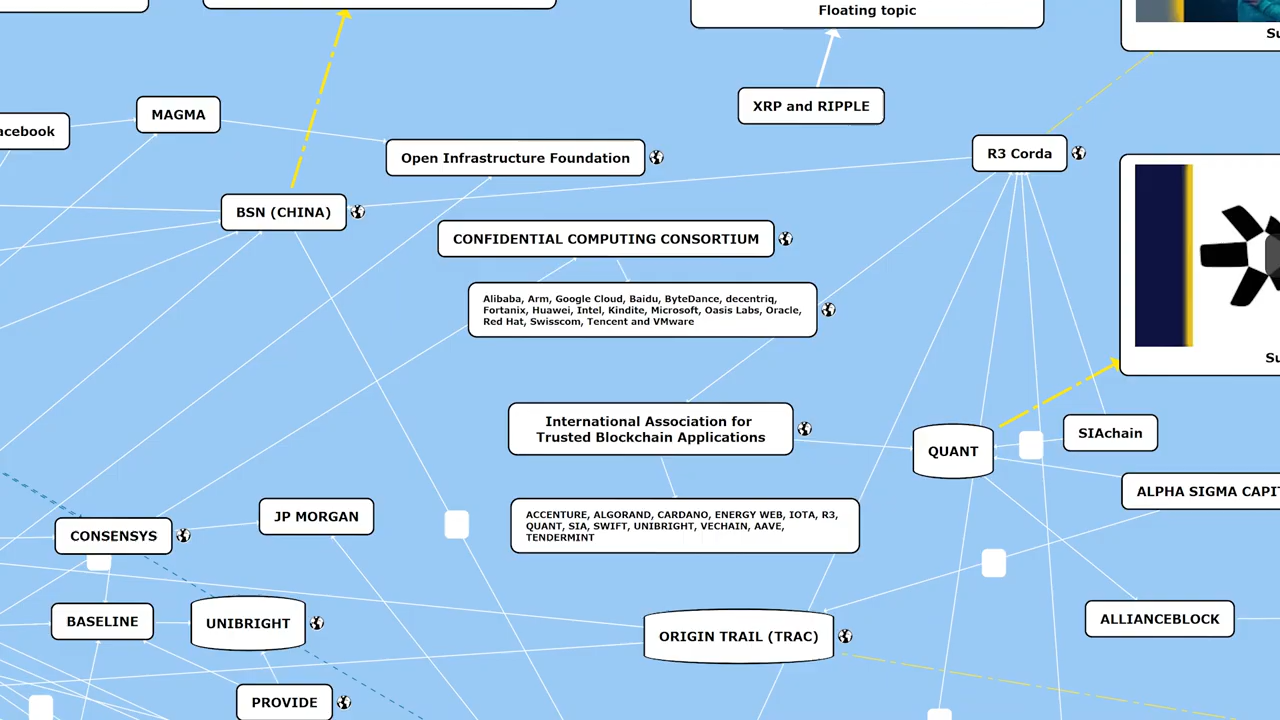 Floating topic
Su
XRP and RIPPLE
MAGMA
acebook
Open Infrastructure Foundation
R3 Corda
BSN (CHINA)
CONFIDENTIAL COMPUTING CONSORTIUM
Alibaba, Arm, Google Cloud, Baidu, ByteDance, decentriq,
Fortanix, Huawei, Intel, Kindite, Microsoft, Oasis Labs, Oracle,
Red Hat, Swisscom, Tencent and VMware
Su
International Association for
Trusted Blockchain Applications
QUANT
SIAchain
ALPHA SIGMA CAPIT
JP MORGAN
CONSENSYS
ACCENTURE, ALGORAND, CARDANO, ENERGY WEB, IOTA, R3,
QUANT, SIA, SWIFT, UNIBRIGHT, VECHAIN, AAVE,
TENDERMINT
BASELINE
UNIBRIGHT
ORIGIN TRAIL (TRAC)
ALLIANCEBLOCK
PROVIDE